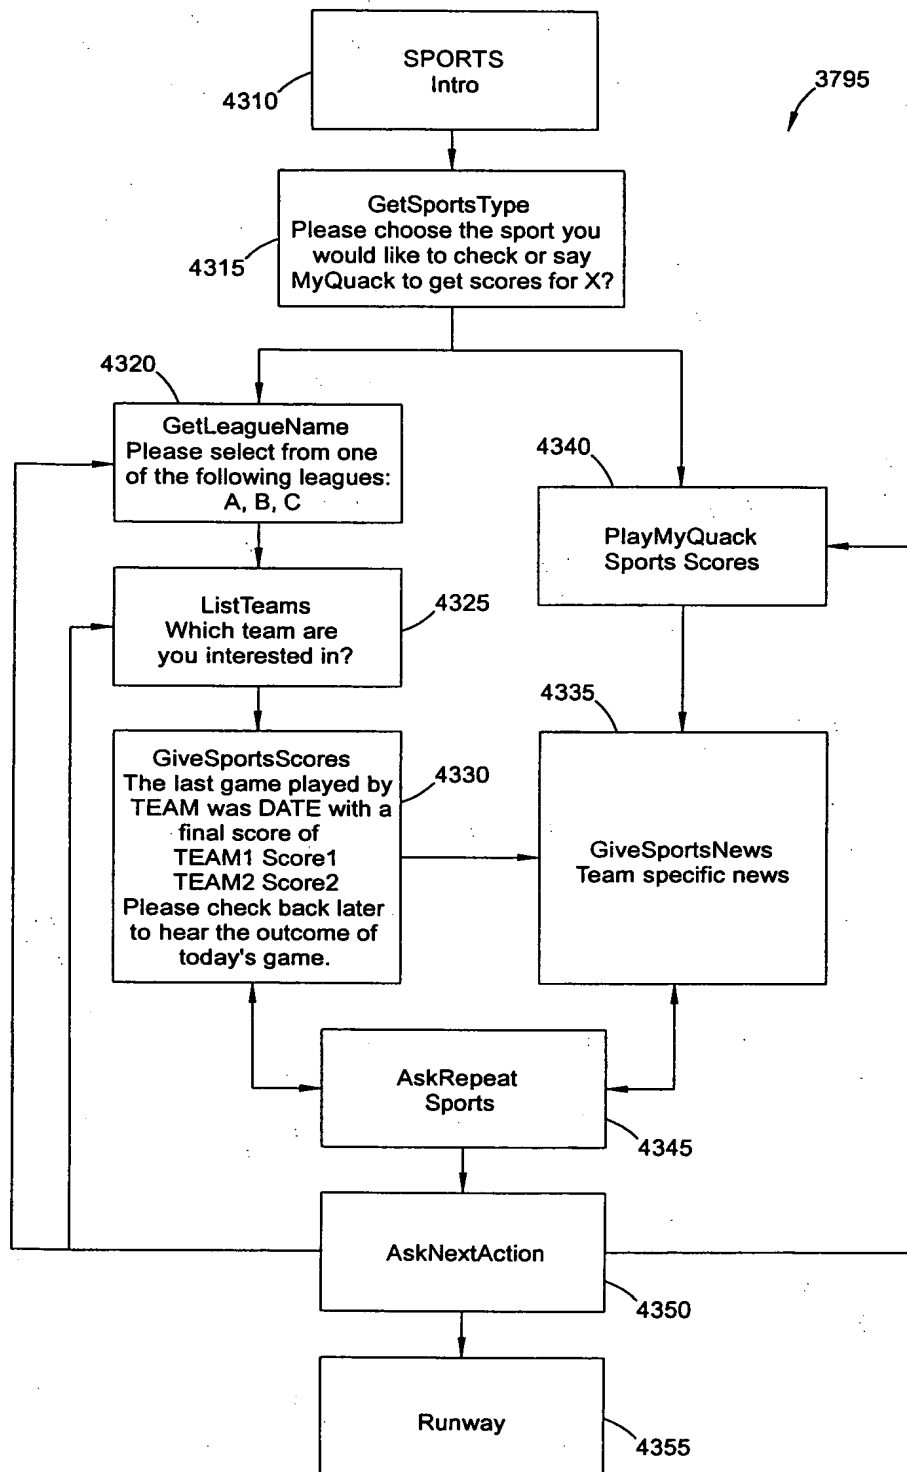 SPORTS
Intro
4310
3795
GetSportsType
Please choose the sport you
would like to check or say
MyQuack to get scores for X?
4315
4320
GetLeagueName
Please select from one
of the following leagues:
A, B, C
4340
PlayMyQuack
Sports Scores
ListTeams
Which team are
you interested in?
4325
4335
GiveSportsScores
The last game played by
TEAM was DATE with a
final score of
TEAM1 Score1
TEAM2 Score2
Please check back later
to hear the outcome of
today's game.
4330
GiveSportsNews
Team specific news
AskRepeat
Sports
4345
AskNextAction
4350
Runway
4355